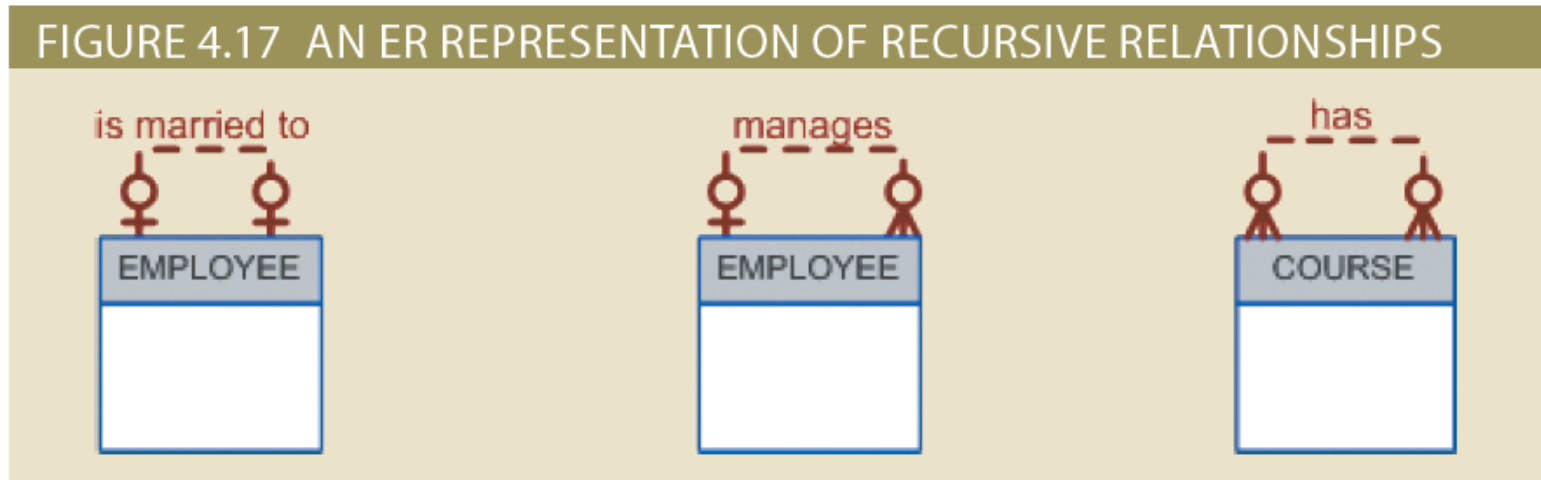 FIGURE 4.17 AN ER REPRESENTATION OF RECURSIVE RELATIONSHIPS
is married to
manages
has
EMPLOYEE
EMPLOYEE
COURSE